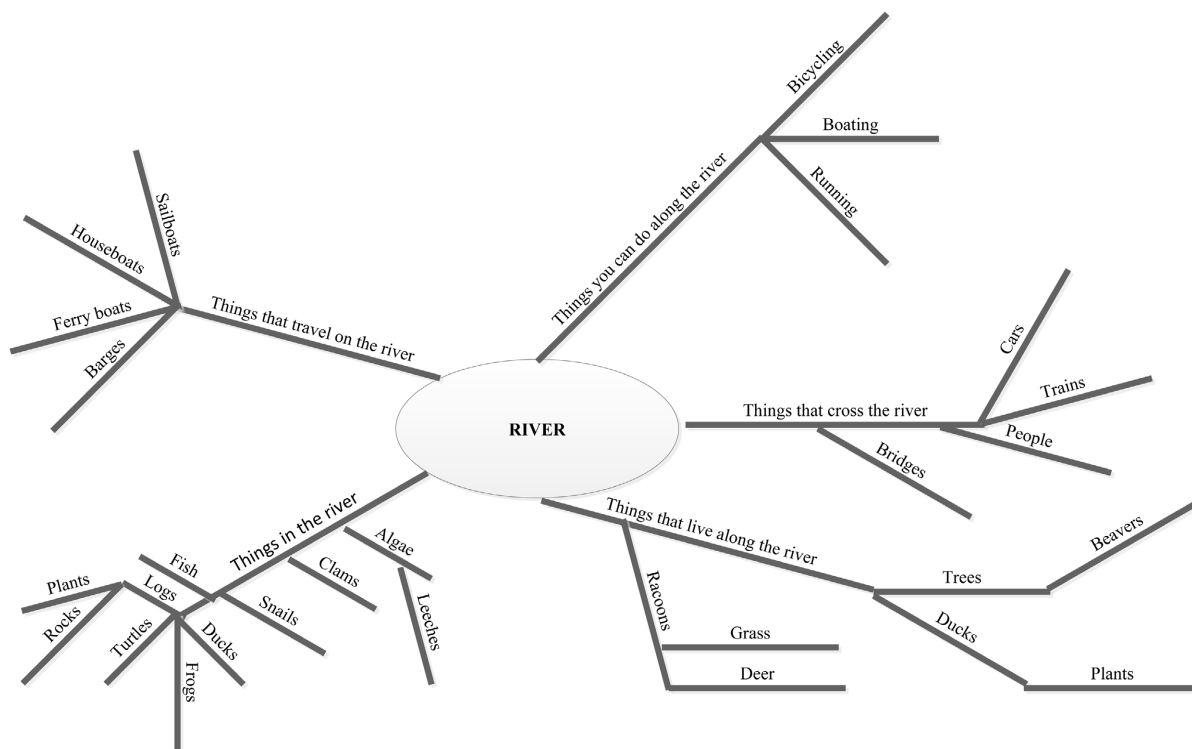 Bicycling
Boating
Running
Things you can do along the river
Sailboats
Houseboats
Ferry boats
Barges
Things that travel on the river
RIVER
Things that cross the river
Cars
Trains
People
Bridges
Things in the river
Algae
Leeches
Clams
Fish
Snails
Logs
Plants
Rocks
Turtles
Ducks
Frogs
Things that live along the river
Racoons
Grass
Deer
Trees
Beavers
Ducks
Plants